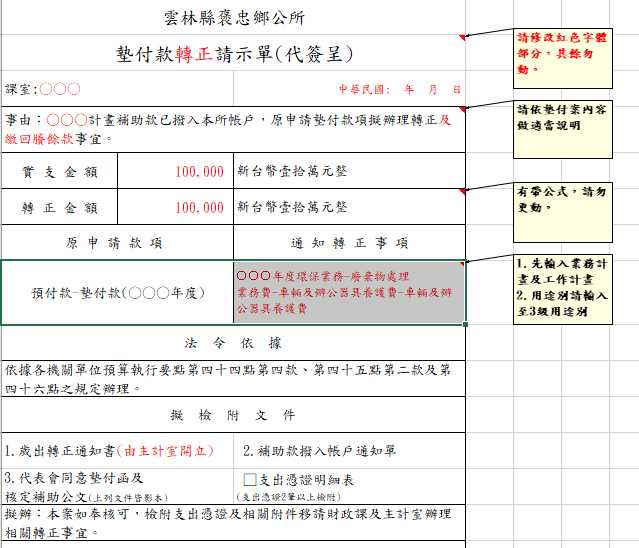 雲林縣褒忠鄉公所
墊付款轉正請示單(代簽呈)
課室:○○○
中華民國: 年 月 日
事由：○○○計畫補助款已撥入本所帳戶，原申請墊付款項擬辦理轉正及
繳回賸餘款事宜。
實支金額 100,000 新台幣壹拾萬元整
轉正金額 100,000 新台幣壹拾萬元整
原申請款項 通知轉正事項
預付款-墊付款(○○○年度)
○○○年度環保業務-廢棄物處理
業務費-車輛及辦公器具養護費-車輛及辦
公器具養護費
法令依據
依據各機關單位預算執行要點第四十四點第四款、第四十五點第二款及第
四十六點之規定辦理。
擬檢附文件
1.歲出轉正通知書(由主計室開立) 2.補助款撥入帳戶通知單
3.代表會同意墊付函及
核定補助公文(上列文件皆影本)
□支出憑證明細表
(支出憑證2筆以上檢附)
擬辦：本案如奉核可，檢附支出憑證及相關附件移請財政課及主計室辦理
相關轉正事宜。
請修改紅色字體
部分，其餘勿
動。
請依墊付案內容
做適當說明
有帶公式，請勿
更動。
1.先輸入業務計
畫及工作計畫
2.用途別請輸入
至3級用途別